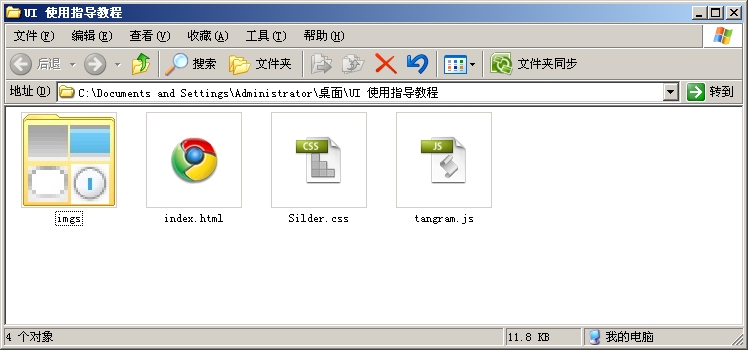 UI 使用指导教程
文件(F) 编辑(E) 查看(V) 收藏(A) 工具(T) 帮助(H)
后退 搜索 文件夹 文件夹同步
地址(D) C:\Documents and Settings\Administrator\桌面\UI 使用指导教程 转到
CSS JS
imgs index.html Silder.css tangram.js
4 个对象 11.8 KB 我的电脑